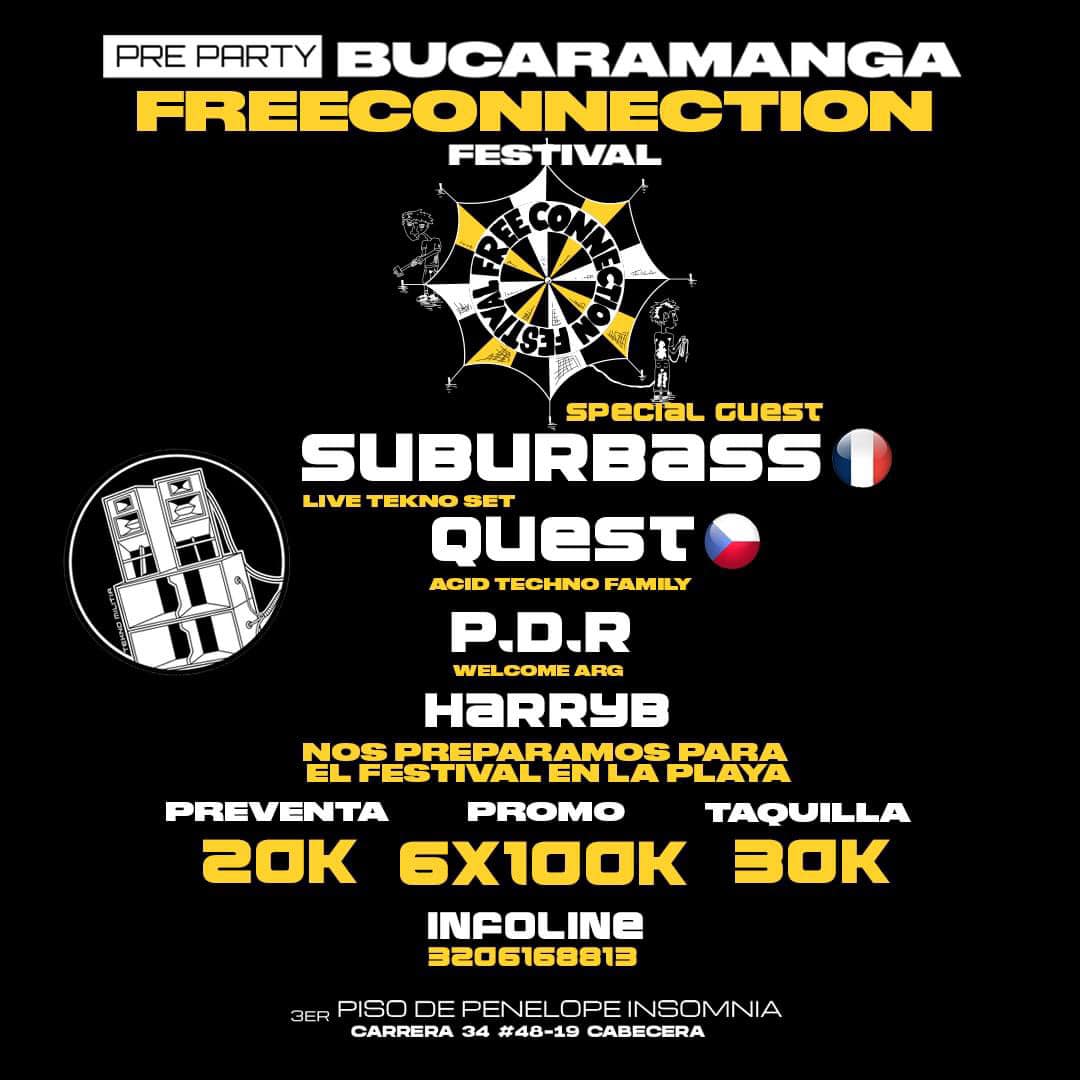 PRE PARTY BUCARAMANGA
FREECONNECTION
FESTIVAL
FREE CONNECTION FESTIVAL
SPECIAL GUEST
SUBURBASS
LIVE TEKNO SET
QUEST
ACID TECHNO FAMILY
TEKNO MILITIA
P.D.R
WELCOME ARG
HARRYB
NOS PREPARAMOS PARA
EL FESTIVAL EN LA PLAYA
PREVENTA PROMO TAQUILLA
20K 6X100K 30K
INFOLINE
3206168813
3ER PISO DE PENELOPE INSOMNIA
CARRERA 34 #48-19 CABECERA